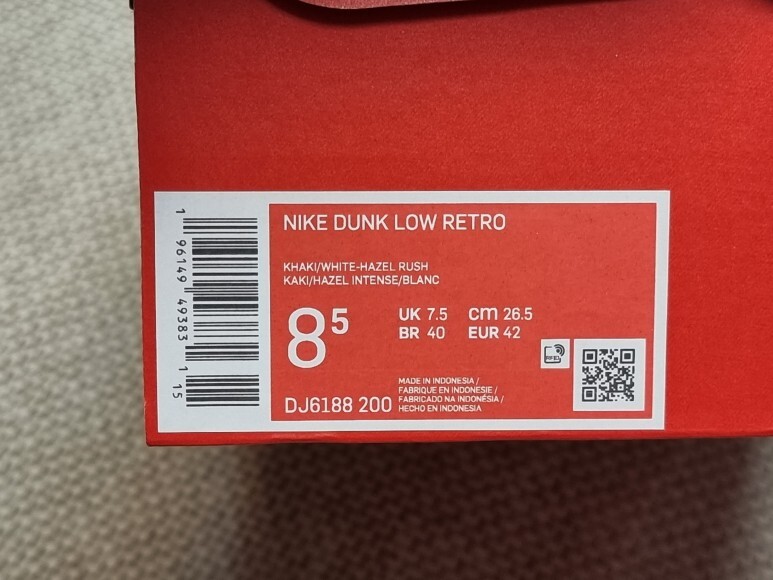 1 96149 49383 1 15
NIKE DUNK LOW RETRO
KHAKI/WHITE-HAZEL RUSH
KAKI/HAZEL INTENSE/BLANC
8⁵
UK 7.5 cm 26.5
BR 40 EUR 42
RFID
DJ6188 200
MADE IN INDONESIA /
FABRIQUE EN INDONESIE /
FABRICADO NA INDONÉSIA /
HECHO EN INDONESIA